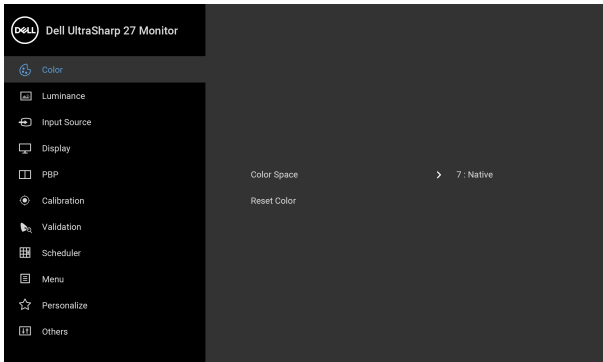 DELL
Dell UltraSharp 27 Monitor
Color
Luminance
Input Source
Display
PBP
Calibration
Validation
Scheduler
Menu
Personalize
Others
Color Space 7 : Native
Reset Color